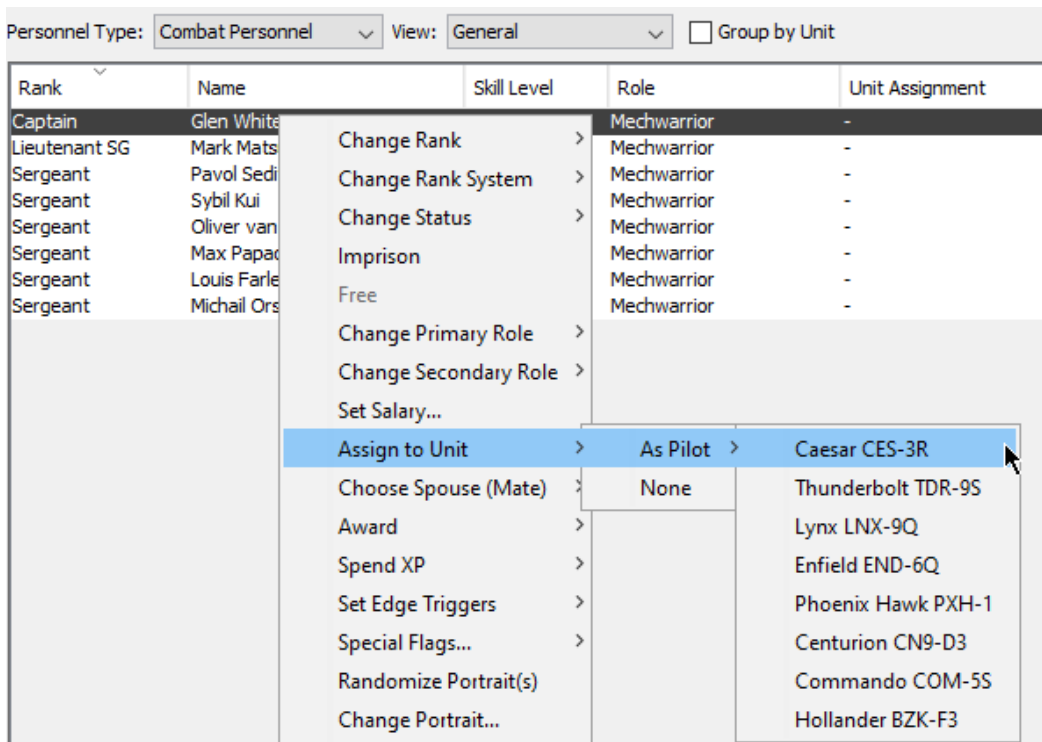 Personnel Type: Combat Personnel View: General Group by Unit
Rank Name Skill Level Role Unit Assignment
Captain Glen White Mechwarrior -
Lieutenant SG Mark Mats Mechwarrior -
Sergeant Pavol Sedi Mechwarrior -
Sergeant Sybil Kui Mechwarrior -
Sergeant Oliver van Mechwarrior -
Sergeant Max Papad Mechwarrior -
Sergeant Louis Farle Mechwarrior -
Sergeant Michail Ors Mechwarrior -
Change Rank >
Change Rank System >
Change Status >
Imprison
Free
Change Primary Role >
Change Secondary Role >
Set Salary...
Assign to Unit > As Pilot > Caesar CES-3R
Choose Spouse (Mate) > None Thunderbolt TDR-9S
Award > Lynx LNX-9Q
Spend XP > Enfield END-6Q
Set Edge Triggers > Phoenix Hawk PXH-1
Special Flags... > Centurion CN9-D3
Randomize Portrait(s) Commando COM-5S
Change Portrait... Hollander BZK-F3